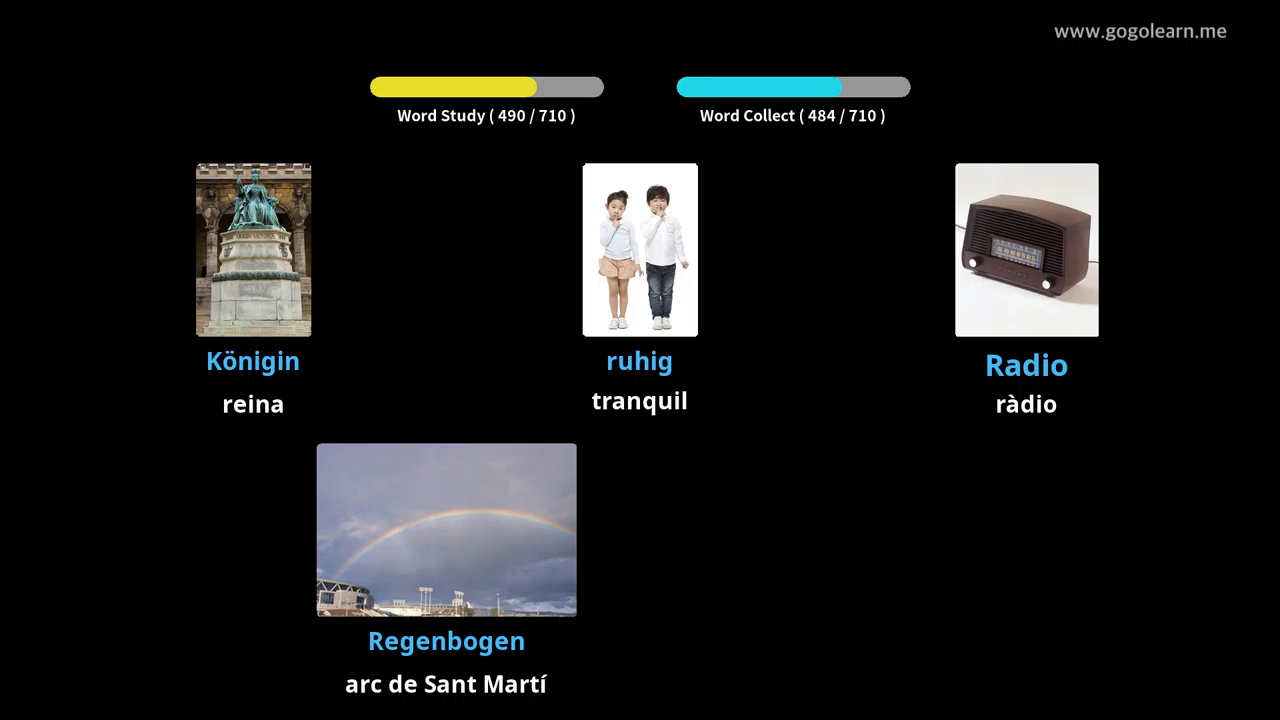 www.gogolearn.me
Word Study ( 490 / 710 )
Word Collect ( 484 / 710 )
Königin
reina
ruhig
tranquil
Radio
ràdio
Regenbogen
arc de Sant Martí